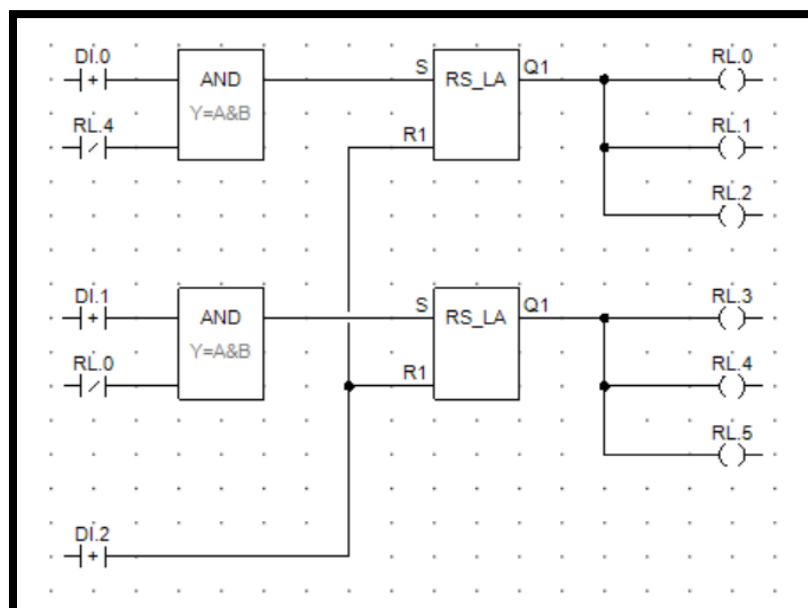 DI.0
AND
Y=A&B
S
RS_LA
Q1
RL.0
RL.4
R1
RL.1
RL.2
DI.1
AND
Y=A&B
S
RS_LA
Q1
RL.3
RL.0
R1
RL.4
RL.5
DI.2